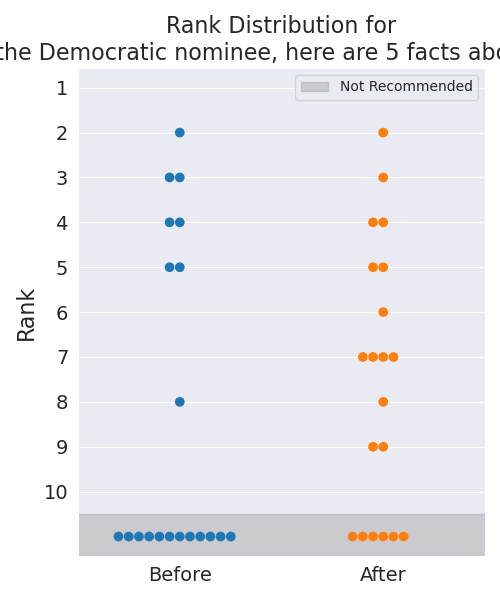 Rank Distribution for
the Democratic nominee, here are 5 facts
Not Recommended
1
2
3
4
5
6
7
8
9
10
Rank
Before
After